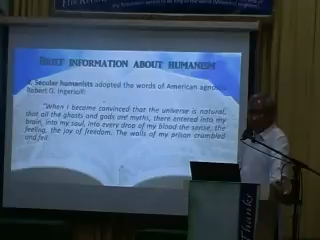 BRIEF INFORMATION ABOUT HUMANISM
Secular humanists adopted the words of American agno
Robert G. Ingersoll:
"When I became convinced that the universe is natural,
that all the ghosts and gods are myths, there entered into my
brain, into my soul, into every drop of my blood the sense, the
feeling, the joy of freedom. The walls of my prison crumbled
and fell
Thanks